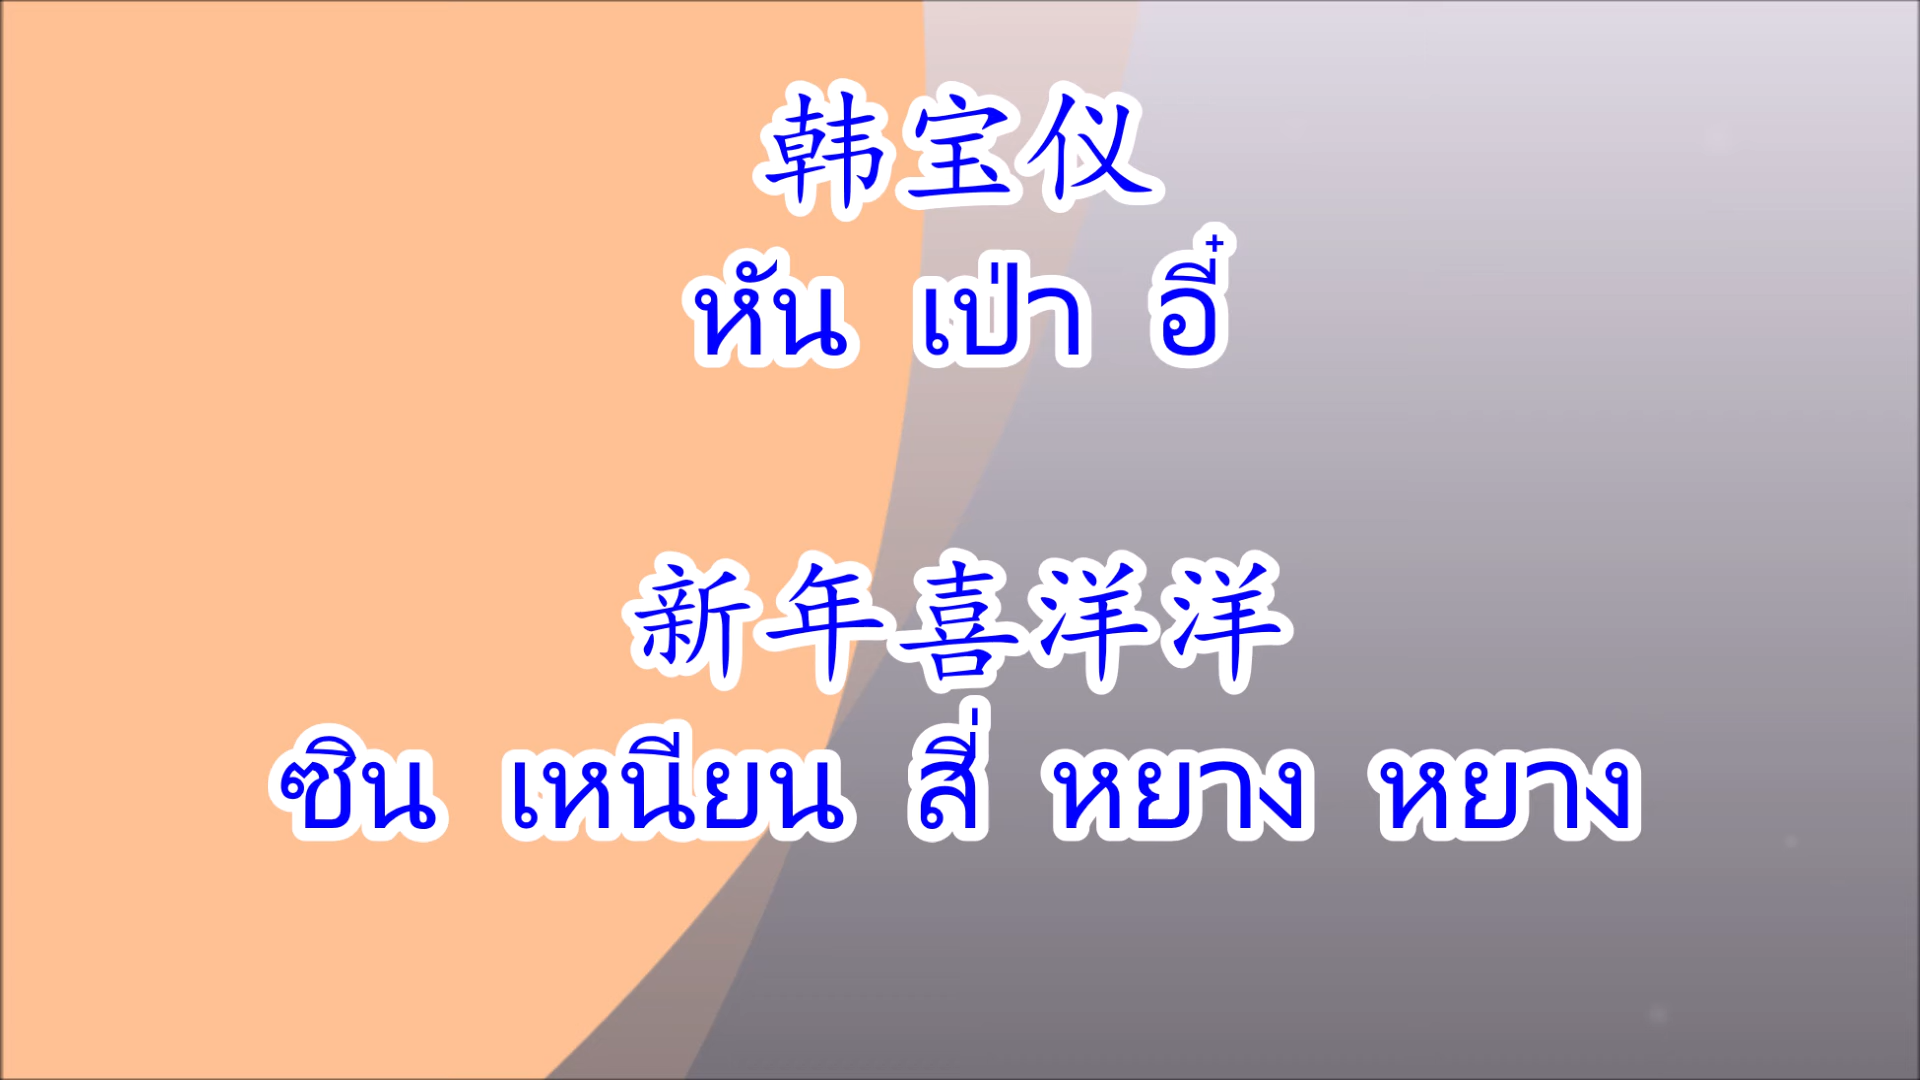 韩宝仪
หัน เป่า อี๋
新年喜洋洋
ซิน เหนียน สี่ หยาง หยาง